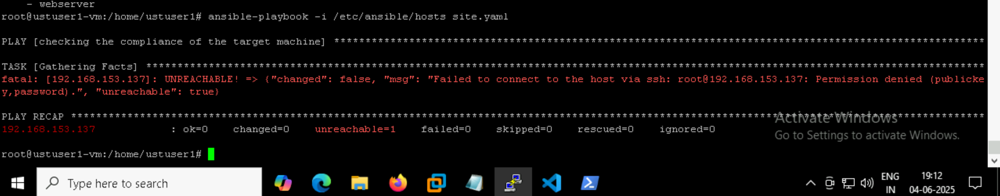 - webserver
root@ustuser1-vm:/home/ustuser1# ansible-playbook -i /etc/ansible/hosts site.yaml
PLAY [checking the compliance of the target machine] ********************************************************************************************************
TASK [Gathering Facts] **************************************************************************************************************************************
fatal: [192.168.153.137]: UNREACHABLE! => {"changed": false, "msg": "Failed to connect to the host via ssh: root@192.168.153.137: Permission denied (publicke
y,password).", "unreachable": true}
PLAY RECAP **************************************************************************************************************************************************
192.168.153.137 : ok=0 changed=0 unreachable=1 failed=0 skipped=0 rescued=0 ignored=0
Activate Windows
Go to Settings to activate Windows.
root@ustuser1-vm:/home/ustuser1#
Type here to search
ENG
IN
19:12
04-06-2025